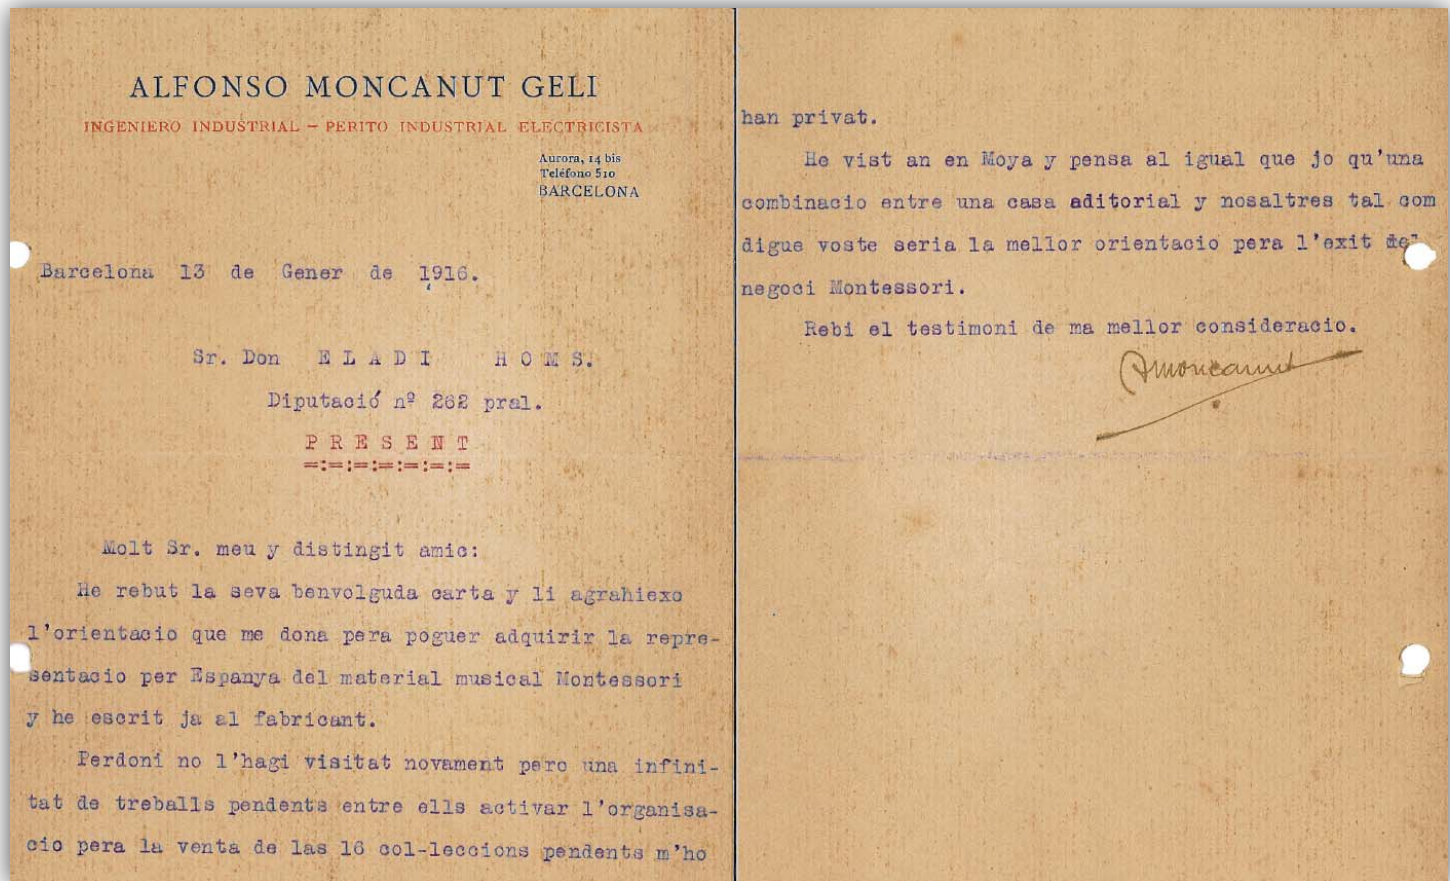 ALFONSO MONCANUT GELI
INGENIERO INDUSTRIAL – PERITO INDUSTRIAL ELECTRICISTA
Aurora, 14 bis
Teléfono 510
BARCELONA
Barcelona 13 de Gener de 1916.
Sr. Don E L A D I H O M S.
Diputació nº 262 pral.
P R E S E N T
=:=:=:=:=:=:=
Molt Sr. meu y distingit amic:
He rebut la seva benvolguda carta y li agrahiexo
l'orientacio que me dona pera poguer adquirir la repre-
sentacio per Espanya del material musical Montessori
y he escrit ja al fabricant.
Perdoni no l'hagi visitat novament pero una infini-
tat de treballs pendents entre ells activar l'organisa-
cio pera la venta de las 16 col-leccions pendents m'ho
han privat.
He vist an en Moya y pensa al igual que jo qu'una
combinacio entre una casa aditorial y nosaltres tal com
digue voste seria la mellor orientacio pera l'exit del
negoci Montessori.
Rebi el testimoni de ma mellor consideracio.
AMoncanut